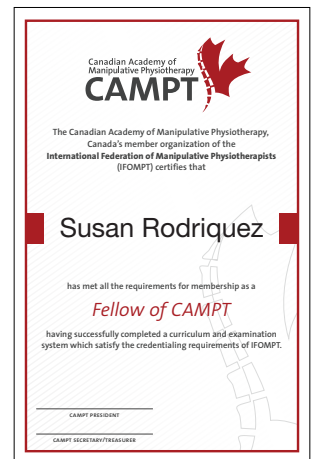 Canadian Academy of
Manipulative Physiotherapy
CAMPT
The Canadian Academy of Manipulative Physiotherapy,
Canada's member organization of the
International Federation of Manipulative Physiotherapists
(IFOMPT) certifies that
Susan Rodriquez
has met all the requirements for membership as a
Fellow of CAMPT
having successfully completed a curriculum and examination
system which satisfy the credentialing requirements of IFOMPT.
CAMPT PRESIDENT
CAMPT SECRETARY/TREASURER